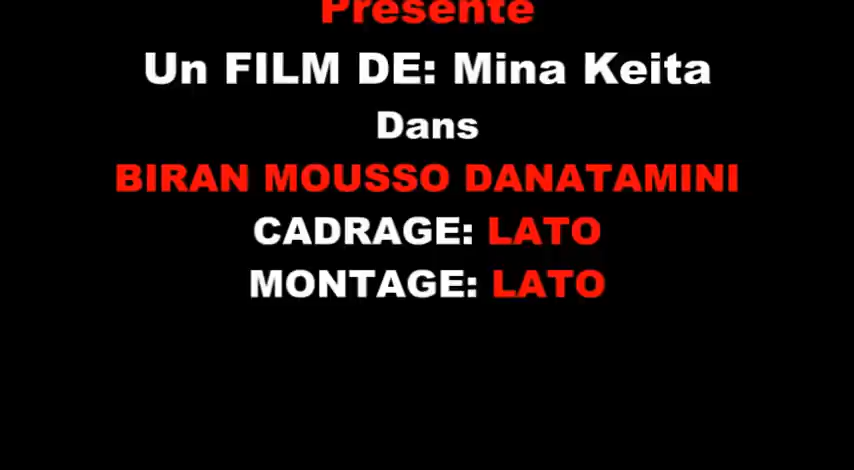 Présente
Un FILM DE: Mina Keita
Dans
BIRAN MOUSSO DANATAMINI
CADRAGE: LATO
MONTAGE: LATO